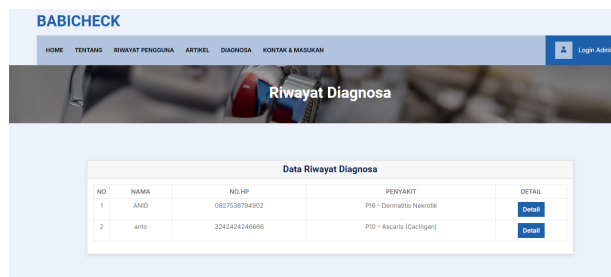 BABICHECK
HOME TENTANG RIWAYAT PENGGUNA ARTIKEL DIAGNOSA KONTAK & MASUKAN Login Admi
Riwayat Diagnosa
Data Riwayat Diagnosa
NO NAMA NO.HP PENYAKIT DETAIL
1 ANID 0827538794902 P16 - Dermatitis Nekrotik Detail
2 anto 3242424246666 P10 - Ascaris (Cacingan) Detail